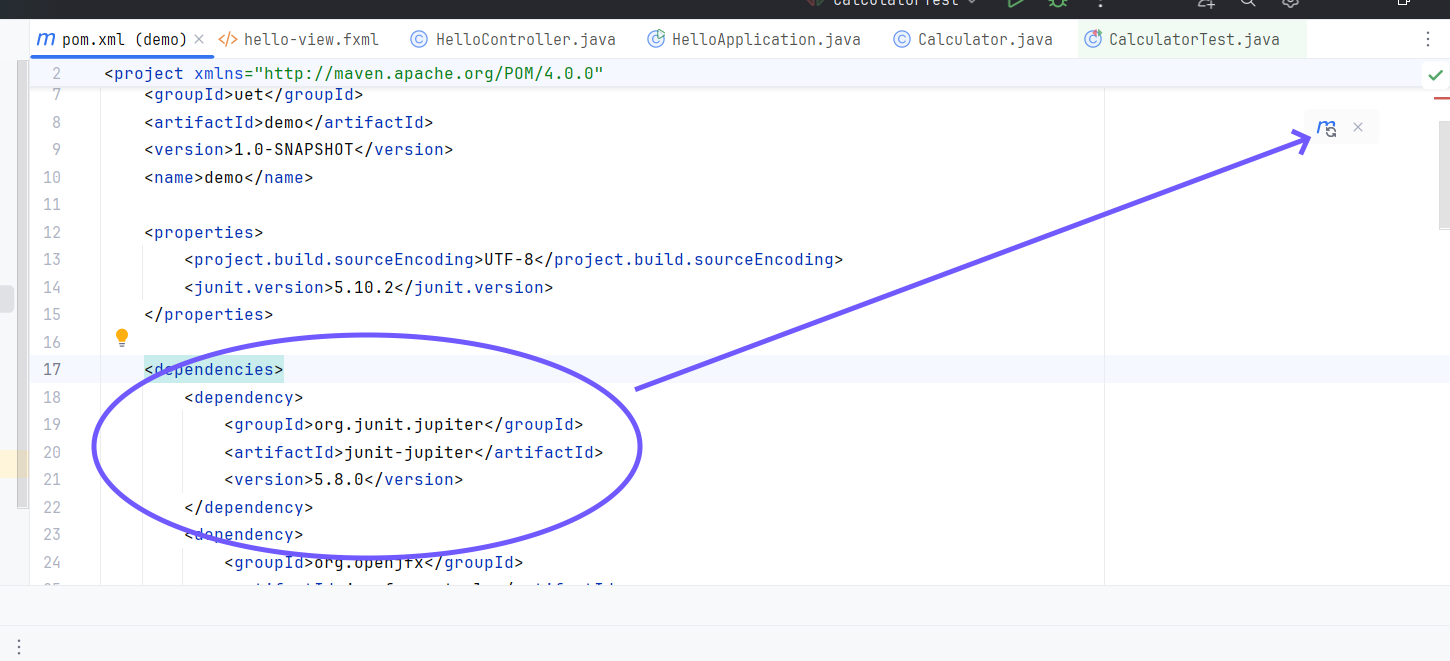 CalculatorTest
pom.xml (demo) hello-view.fxml HelloController.java HelloApplication.java Calculator.java CalculatorTest.java
2 <project xmlns="http://maven.apache.org/POM/4.0.0"
7 <groupId>uet</groupId>
8 <artifactId>demo</artifactId>
9 <version>1.0-SNAPSHOT</version>
10 <name>demo</name>
11
12 <properties>
13 <project.build.sourceEncoding>UTF-8</project.build.sourceEncoding>
14 <junit.version>5.10.2</junit.version>
15 </properties>
16
17 <dependencies>
18 <dependency>
19 <groupId>org.junit.jupiter</groupId>
20 <artifactId>junit-jupiter</artifactId>
21 <version>5.8.0</version>
22 </dependency>
23 <dependency>
24 <groupId>org.openjfx</groupId>